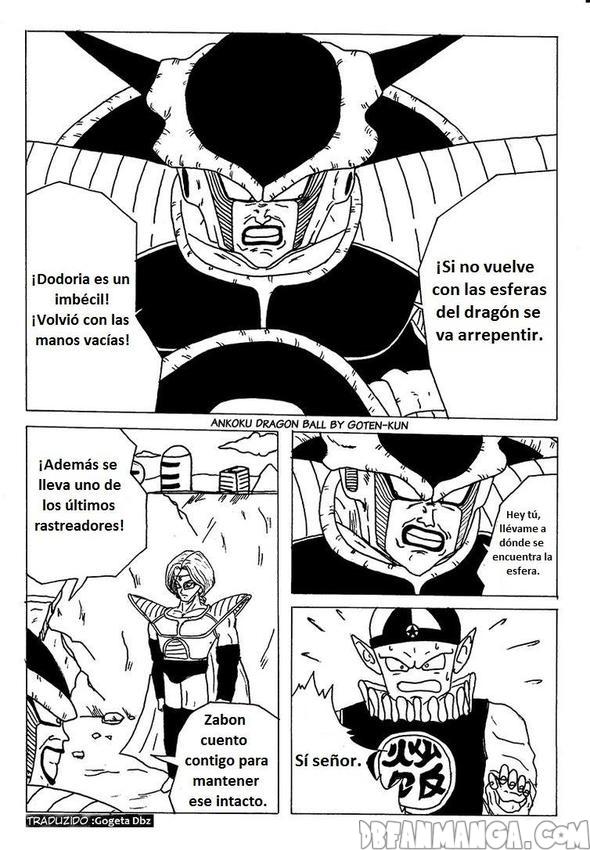 ¡Dodoria es un
imbécil!
¡Volvió con las
manos vacías!
¡Si no vuelve
con las esferas
del dragón se
va arrepentir.
ANKOKU DRAGON BALL BY GOTEN-KUN
¡Además se
lleva uno de
los últimos
rastreadores!
Zabon
cuento
contigo para
mantener
ese intacto.
Hey tú,
llévame a
dónde se
encuentra la
esfera.
Sí señor.
TRADUZIDO :Gogeta Dbz
DBFANMANGA.COM